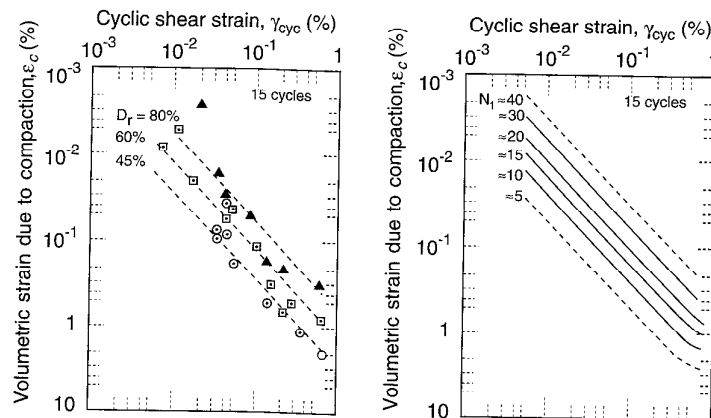 Cyclic shear strain, γcyc (%)
10-3 10-2 10-1 1
Volumetric strain due to compaction,εc (%)
10-3
10-2
10-1
1
10
15 cycles
Dr = 80%
60%
45%
Cyclic shear strain, γcyc (%)
10-3 10-2 10-1 1
Volumetric strain due to compaction,εc (%)
10-3
10-2
10-1
1
10
15 cycles
N1 ≈40
≈30
≈20
≈15
≈10
≈5